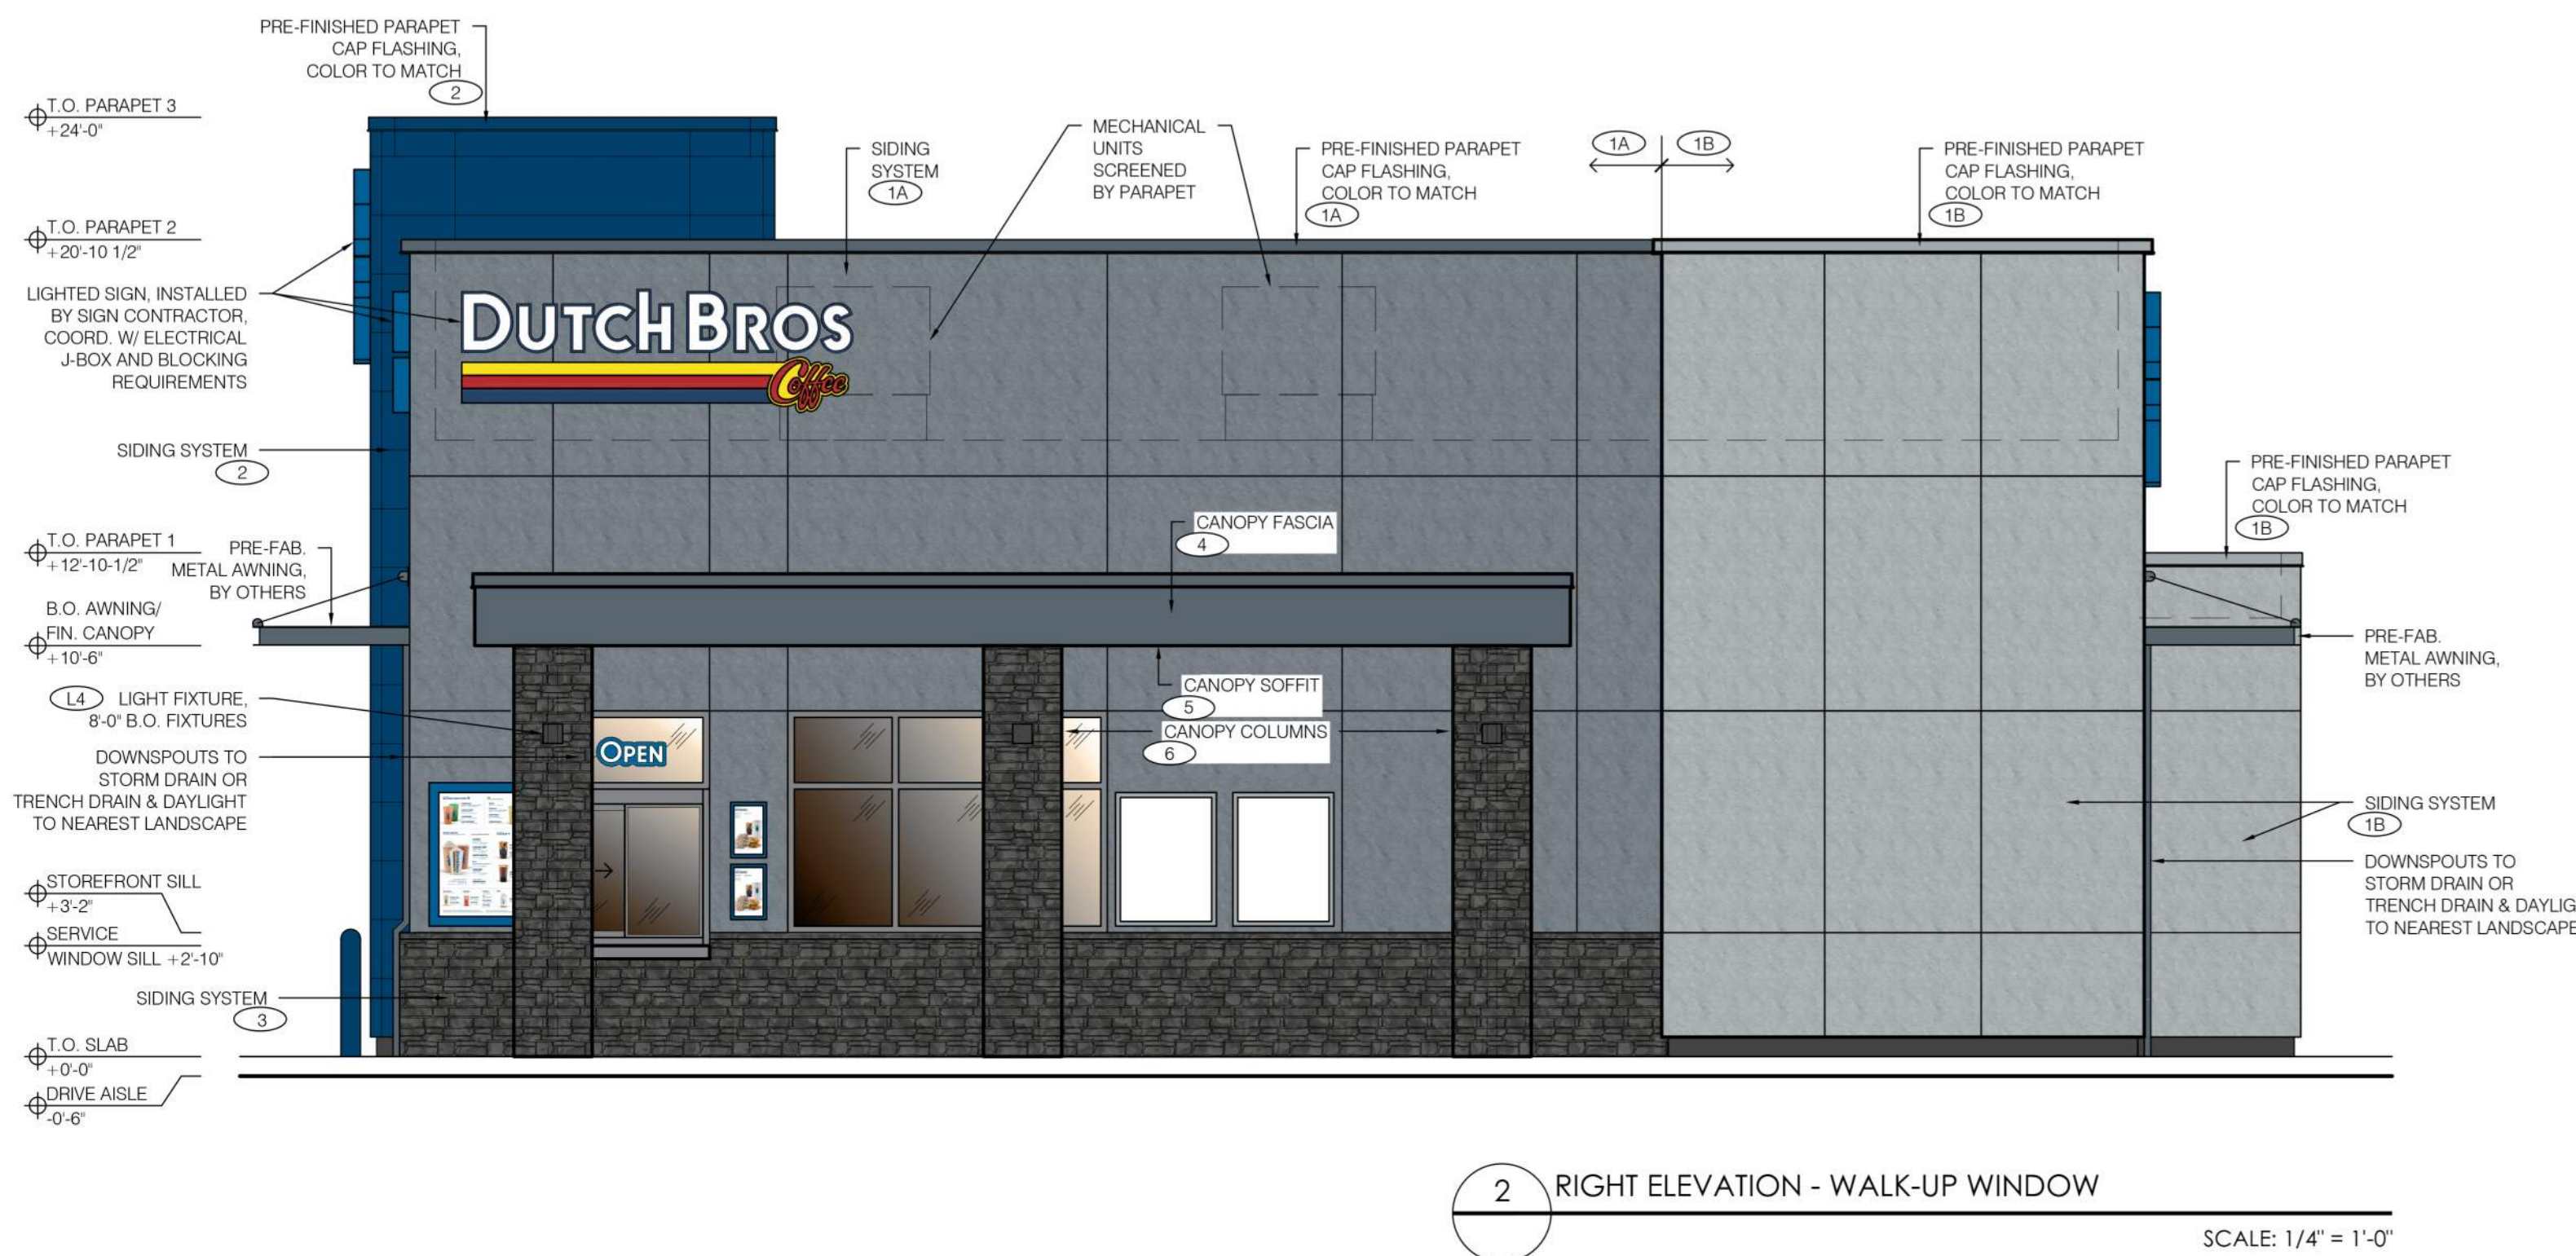 PRE-FINISHED PARAPET
CAP FLASHING,
COLOR TO MATCH
2
T.O. PARAPET 3
+24'-0"
T.O. PARAPET 2
+20'-10 1/2"
LIGHTED SIGN, INSTALLED
BY SIGN CONTRACTOR,
COORD. W/ ELECTRICAL
J-BOX AND BLOCKING
REQUIREMENTS
SIDING SYSTEM
2
T.O. PARAPET 1
+12'-10-1/2"
PRE-FAB.
METAL AWNING,
BY OTHERS
B.O. AWNING/
FIN. CANOPY
+10'-6"
L4 LIGHT FIXTURE,
8'-0" B.O. FIXTURES
DOWNSPOUTS TO
STORM DRAIN OR
TRENCH DRAIN & DAYLIGHT
TO NEAREST LANDSCAPE
STOREFRONT SILL
+3'-2"
SERVICE
WINDOW SILL +2'-10"
SIDING SYSTEM
3
T.O. SLAB
+0'-0"
DRIVE AISLE
-0'-6"
SIDING
SYSTEM
1A
MECHANICAL
UNITS
SCREENED
BY PARAPET
PRE-FINISHED PARAPET
CAP FLASHING,
COLOR TO MATCH
1A
1A 1B
PRE-FINISHED PARAPET
CAP FLASHING,
COLOR TO MATCH
1B
DUTCH BROS
Coffee
CANOPY FASCIA
4
CANOPY SOFFIT
5
CANOPY COLUMNS
6
OPEN
PRE-FINISHED PARAPET
CAP FLASHING,
COLOR TO MATCH
1B
PRE-FAB.
METAL AWNING,
BY OTHERS
SIDING SYSTEM
1B
DOWNSPOUTS TO
STORM DRAIN OR
TRENCH DRAIN & DAYLIG
TO NEAREST LANDSCAPE
2 RIGHT ELEVATION - WALK-UP WINDOW
SCALE: 1/4" = 1'-0"